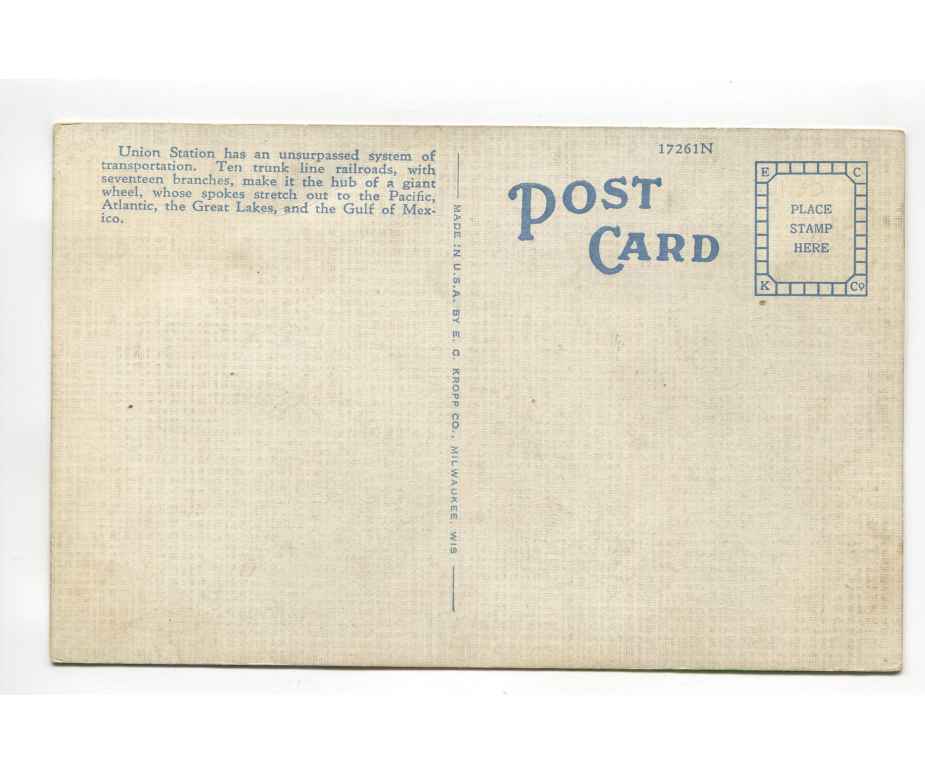 Union Station has an unsurpassed system of
transportation. Ten trunk line railroads, with
seventeen branches, make it the hub of a giant
wheel, whose spokes stretch out to the Pacific,
Atlantic, the Great Lakes, and the Gulf of Mex-
ico.
MADE IN U.S.A. BY E. C. KROPP CO., MILWAUKEE, WIS
17261N
POST
CARD
E C
PLACE
STAMP
HERE
K Co